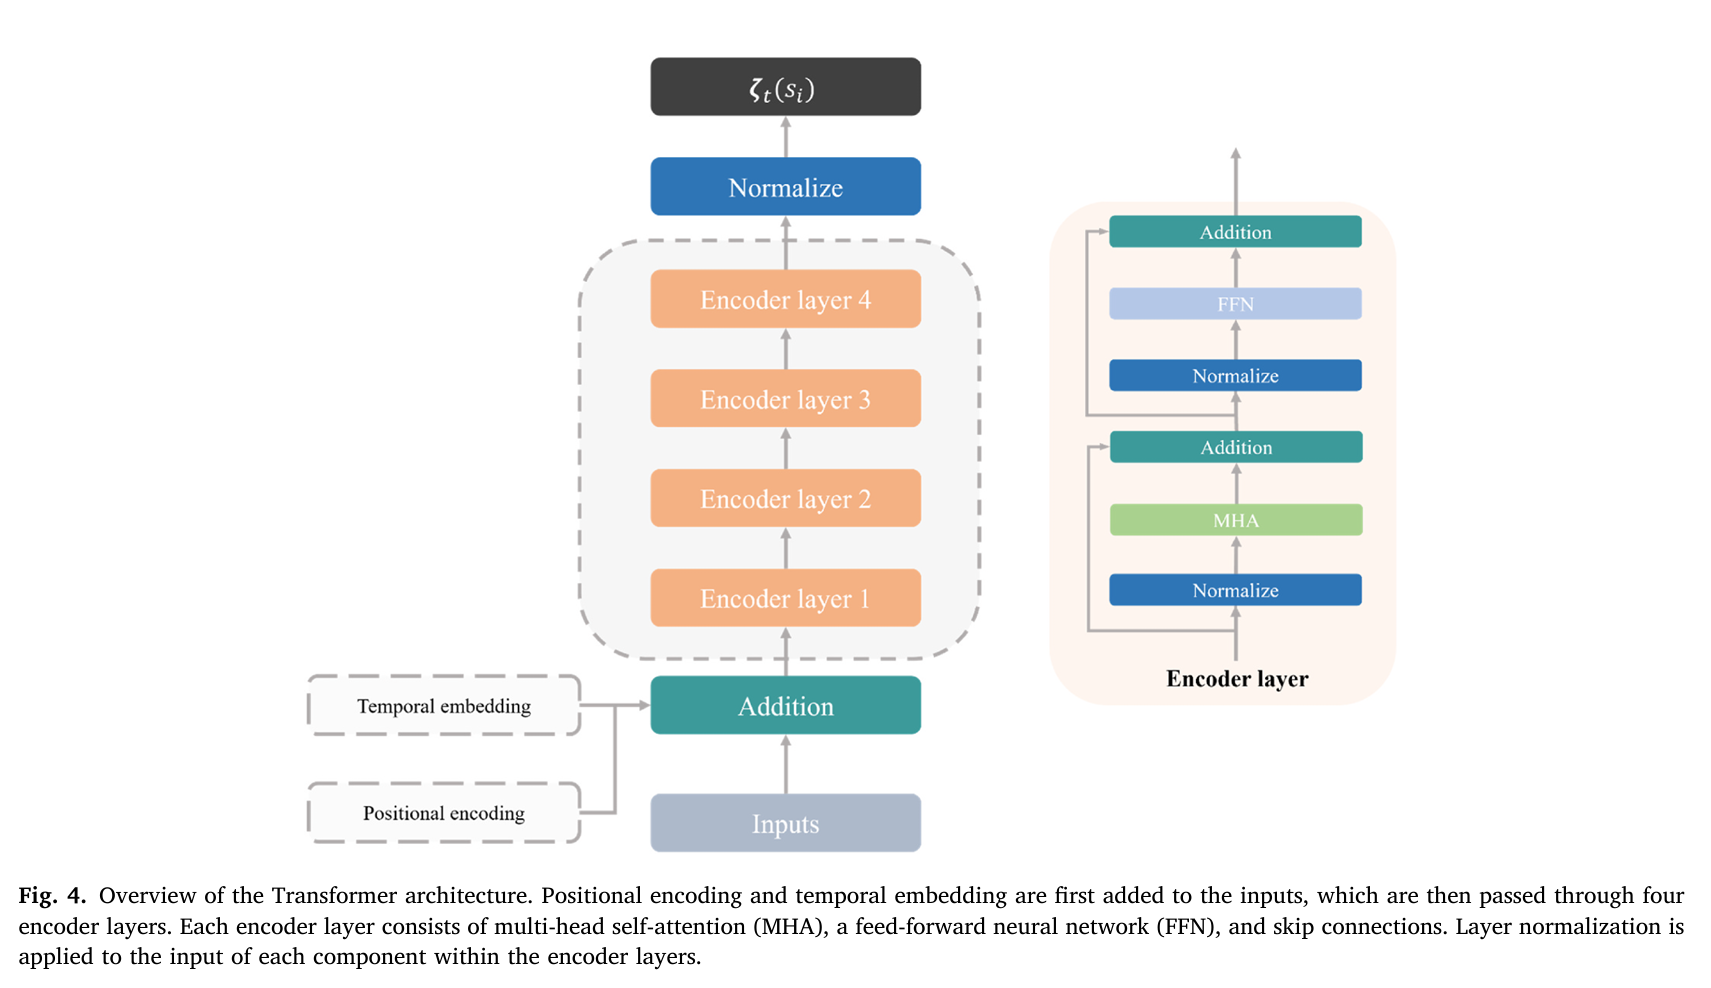 ζt(si)
Normalize
Encoder layer 4
Encoder layer 3
Encoder layer 2
Encoder layer 1
Temporal embedding
Addition
Positional encoding
Inputs
Addition
FFN
Normalize
Addition
MHA
Normalize
Encoder layer
Fig. 4. Overview of the Transformer architecture. Positional encoding and temporal embedding are first added to the inputs, which are then passed through four
encoder layers. Each encoder layer consists of multi-head self-attention (MHA), a feed-forward neural network (FFN), and skip connections. Layer normalization is
applied to the input of each component within the encoder layers.